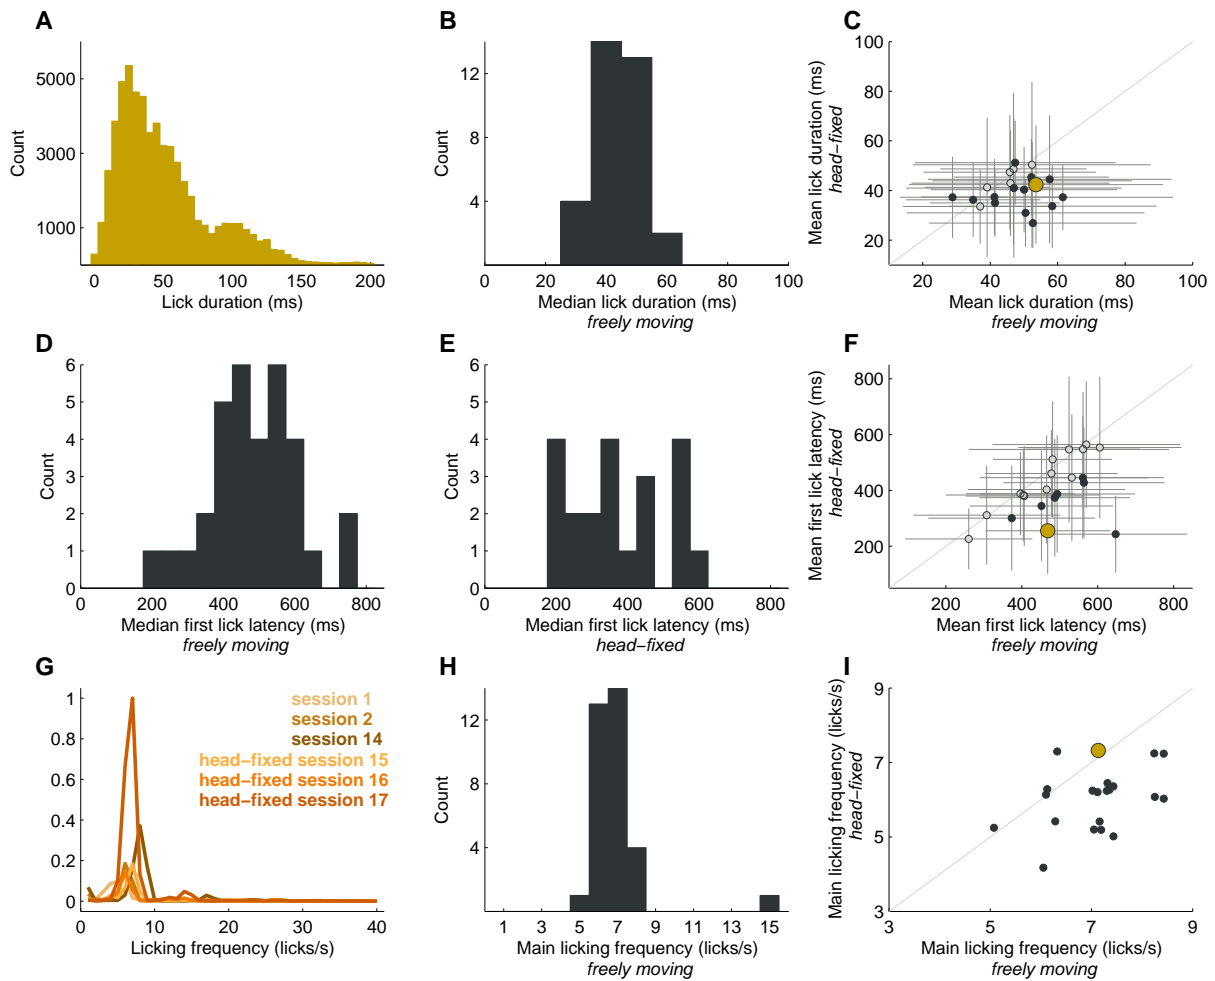 A
5000
3000
1000
Count
0
50
100
150
200
Lick duration (ms)
B
12
4
Count
0
20
40
60
80
100
Median lick duration (ms)
freely moving
C
100
80
60
40
20
Mean lick duration (ms)
head−fixed
20
40
60
80
100
Mean lick duration (ms)
freely moving
D
6
5
4
3
2
1
0
Count
0
200
400
600
800
Median first lick latency (ms)
freely moving
E
6
5
4
3
2
1
0
Count
0
200
400
600
800
Median first lick latency (ms)
head−fixed
F
800
600
400
200
Mean first lick latency (ms)
head−fixed
200
400
600
800
Mean first lick latency (ms)
freely moving
G
1
0.8
0.6
0.4
0.2
0
session 1
session 2
session 14
head−fixed session 15
head−fixed session 16
head−fixed session 17
0
10
20
30
40
Licking frequency (licks/s)
H
12
8
4
Count
1
3
5
7
9
11
13
15
Main licking frequency (licks/s)
freely moving
I
9
7
5
3
Main licking frequency (licks/s)
head−fixed
3
5
7
9
Main licking frequency (licks/s)
freely moving